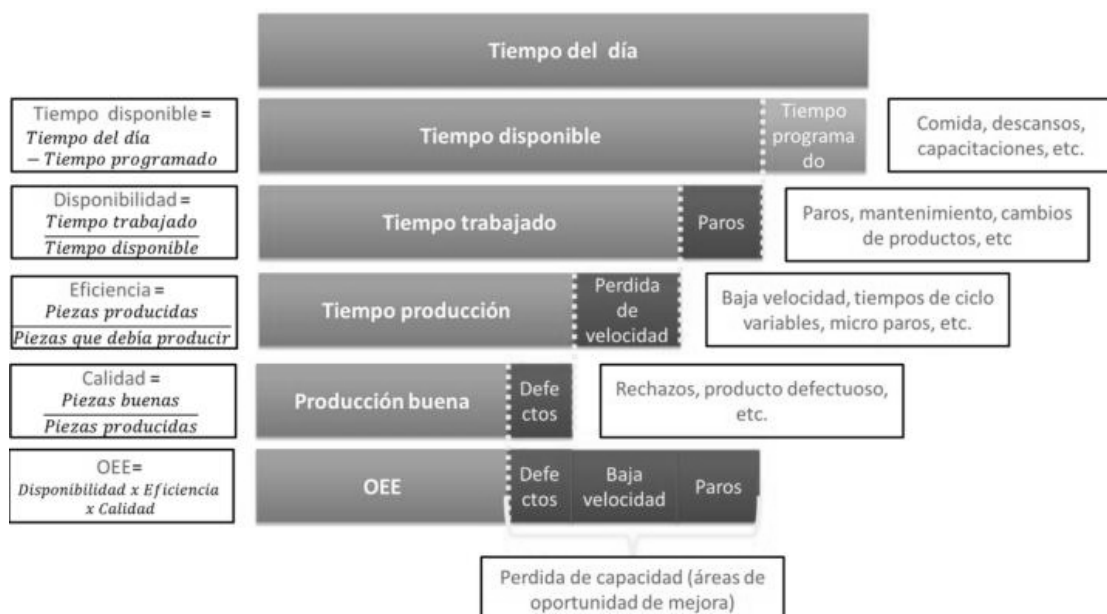 Tiempo del día
Tiempo disponible=
Tiempo del día
− Tiempo programado
Tiempo disponible
Tiempo
programa
do
Comida, descansos,
capacitaciones, etc.
Disponibilidad =
Tiempo trabajado
Tiempo disponible
Tiempo trabajado
Paros
Paros, mantenimiento, cambios
de productos, etc
Eficiencia =
Piezas producidas
Piezas que debía producir
Tiempo producción
Perdida
de
velocidad
Baja velocidad, tiempos de ciclo
variables, micro paros, etc.
Calidad =
Piezas buenas
Piezas producidas
Producción buena
Defe
ctos
Rechazos, producto defectuoso,
etc.
OEE=
Disponibilidad x Eficiencia
x Calidad
OEE
Defe
ctos
Baja
velocidad
Paros
Perdida de capacidad (áreas de
oportunidad de mejora)